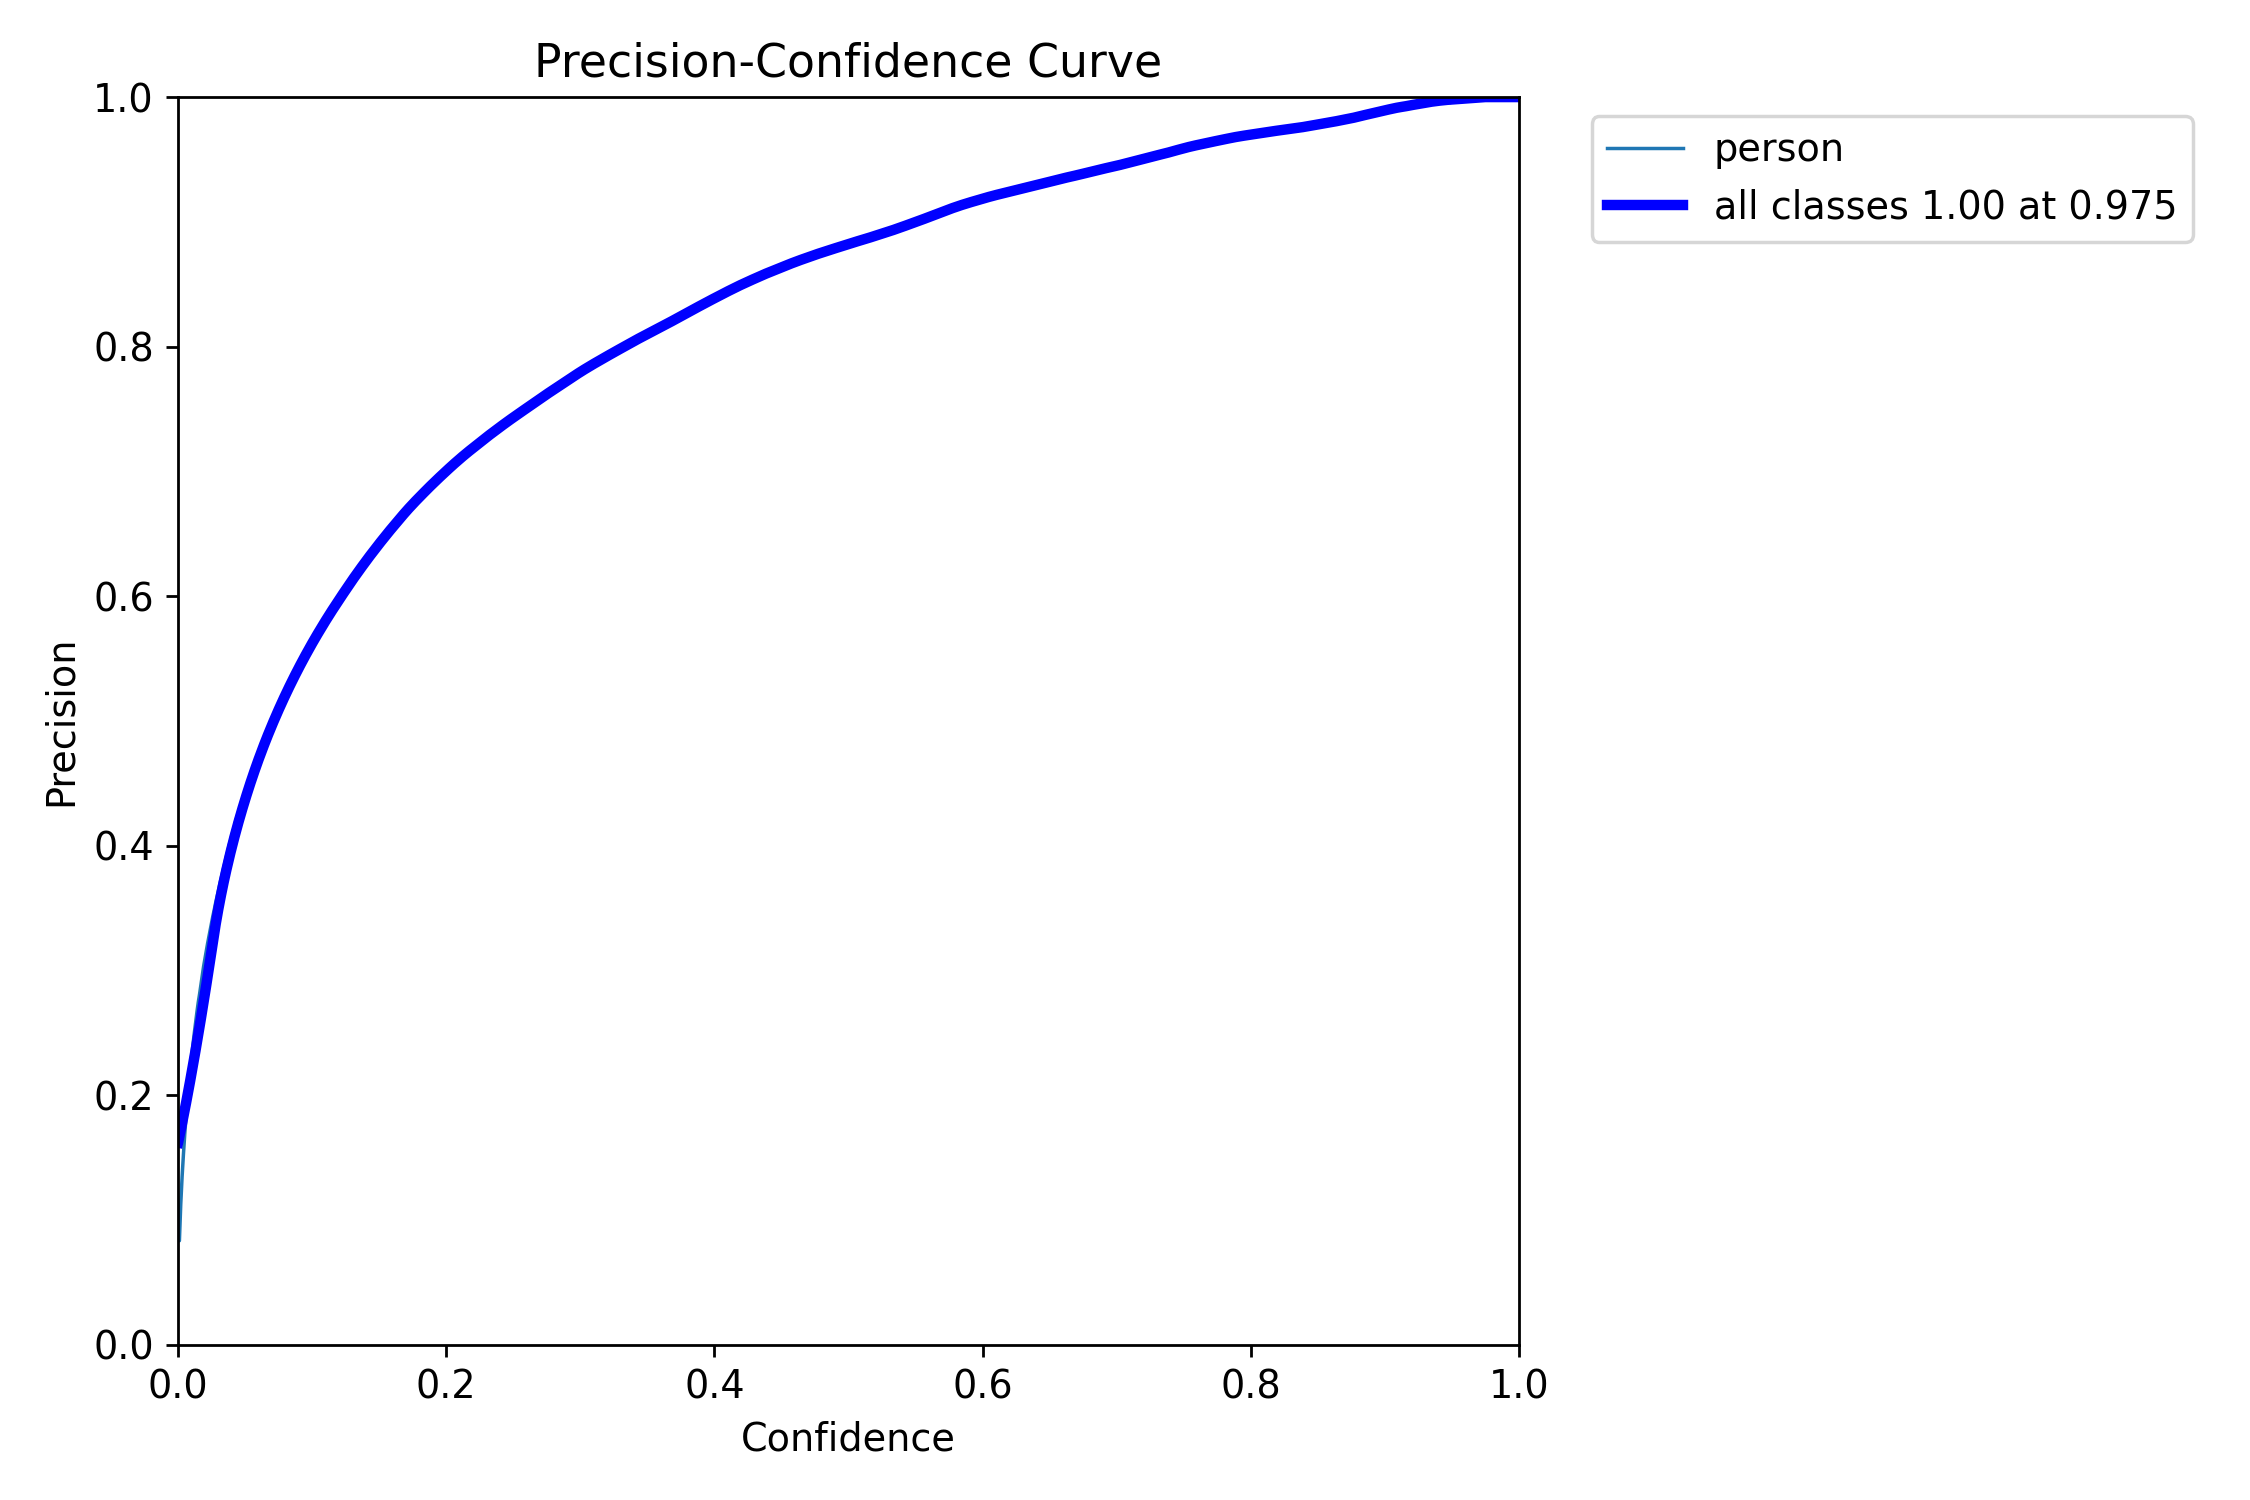 Precision-Confidence Curve
1.0
0.8
0.6
0.4
0.2
0.0
Precision
0.0 0.2 0.4 0.6 0.8 1.0
Confidence
person
all classes 1.00 at 0.975